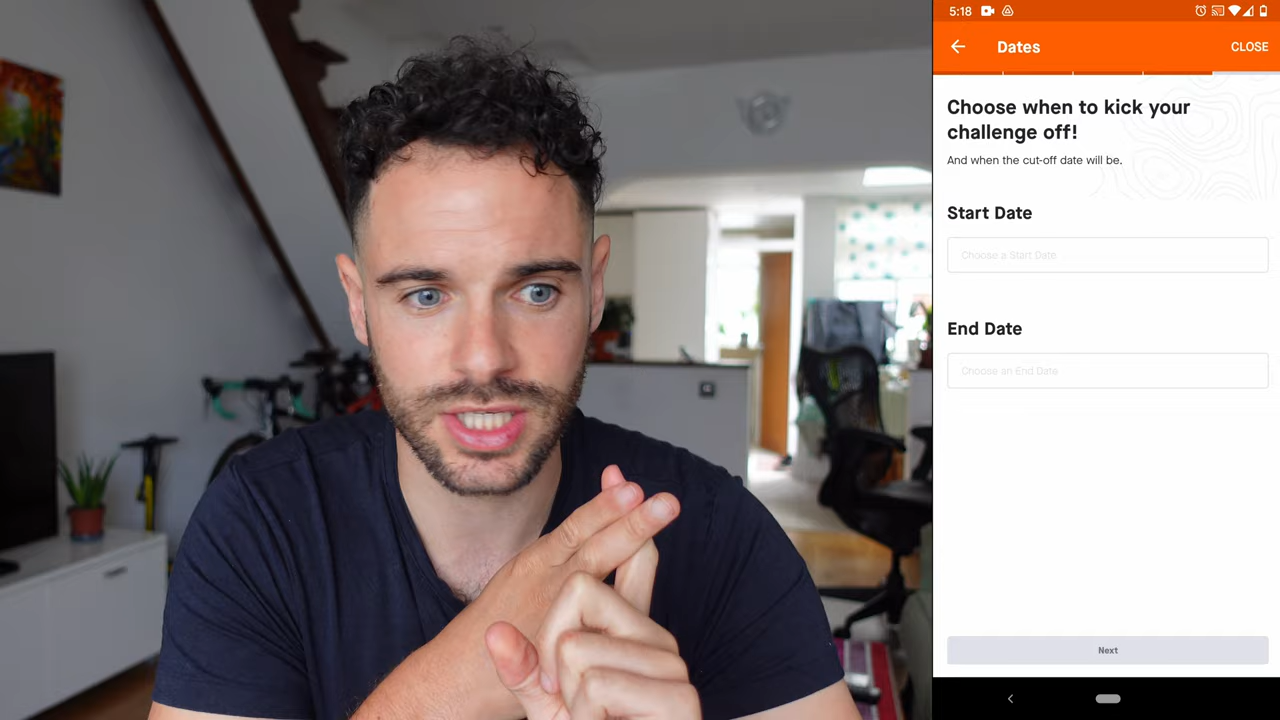 5:18
Dates
CLOSE
Choose when to kick your
challenge off!
And when the cut-off date will be.
Start Date
Choose a Start Date
End Date
Choose an End Date
Next